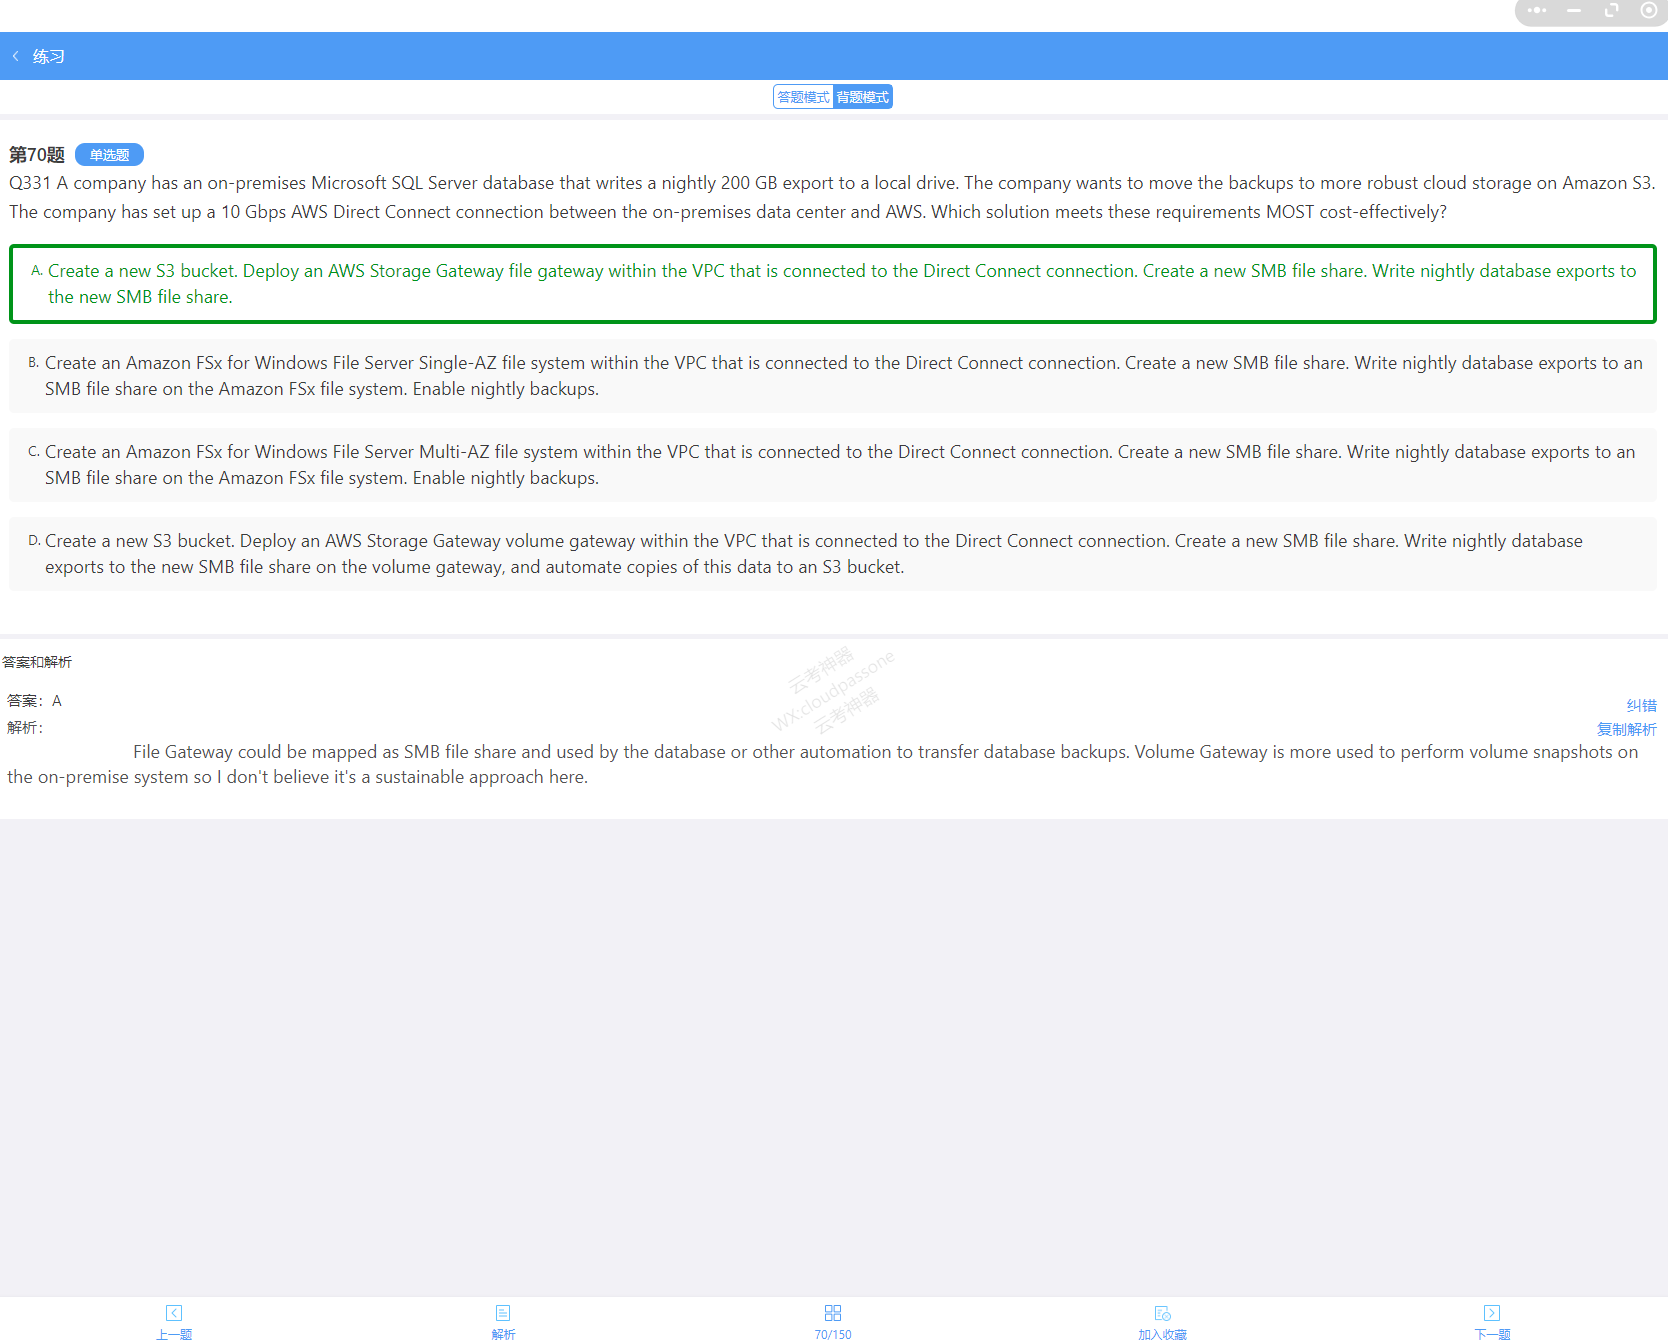 练习
答题模式 背题模式
第70题 单选题
Q331 A company has an on-premises Microsoft SQL Server database that writes a nightly 200 GB export to a local drive. The company wants to move the backups to more robust cloud storage on Amazon S3.
The company has set up a 10 Gbps AWS Direct Connect connection between the on-premises data center and AWS. Which solution meets these requirements MOST cost-effectively?
A. Create a new S3 bucket. Deploy an AWS Storage Gateway file gateway within the VPC that is connected to the Direct Connect connection. Create a new SMB file share. Write nightly database exports to
the new SMB file share.
B. Create an Amazon FSx for Windows File Server Single-AZ file system within the VPC that is connected to the Direct Connect connection. Create a new SMB file share. Write nightly database exports to an
SMB file share on the Amazon FSx file system. Enable nightly backups.
C. Create an Amazon FSx for Windows File Server Multi-AZ file system within the VPC that is connected to the Direct Connect connection. Create a new SMB file share. Write nightly database exports to an
SMB file share on the Amazon FSx file system. Enable nightly backups.
D. Create a new S3 bucket. Deploy an AWS Storage Gateway volume gateway within the VPC that is connected to the Direct Connect connection. Create a new SMB file share. Write nightly database
exports to the new SMB file share on the volume gateway, and automate copies of this data to an S3 bucket.
答案和解析
云考神器
WX:cloudpassone
云考神器
答案：A
纠错
解析：
复制解析
File Gateway could be mapped as SMB file share and used by the database or other automation to transfer database backups. Volume Gateway is more used to perform volume snapshots on
the on-premise system so I don't believe it's a sustainable approach here.
上一题 解析 70/150 加入收藏 下一题